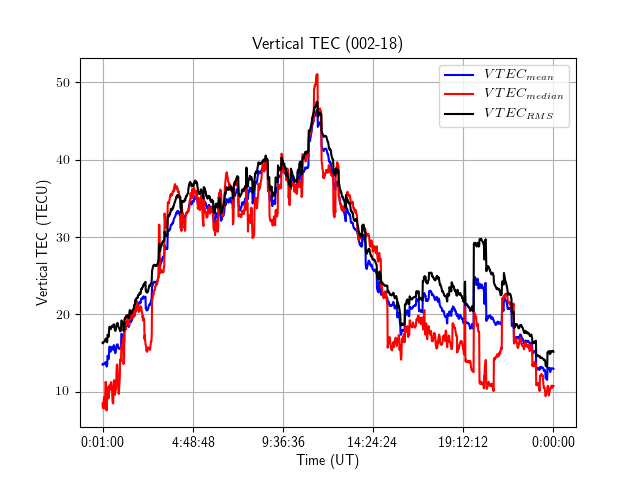 Vertical TEC (002-18)
VTEC_mean
VTEC_median
VTEC_RMS
Vertical TEC (TECU)
50
40
30
20
10
0:01:00 4:48:48 9:36:36 14:24:24 19:12:12 0:00:00
Time (UT)